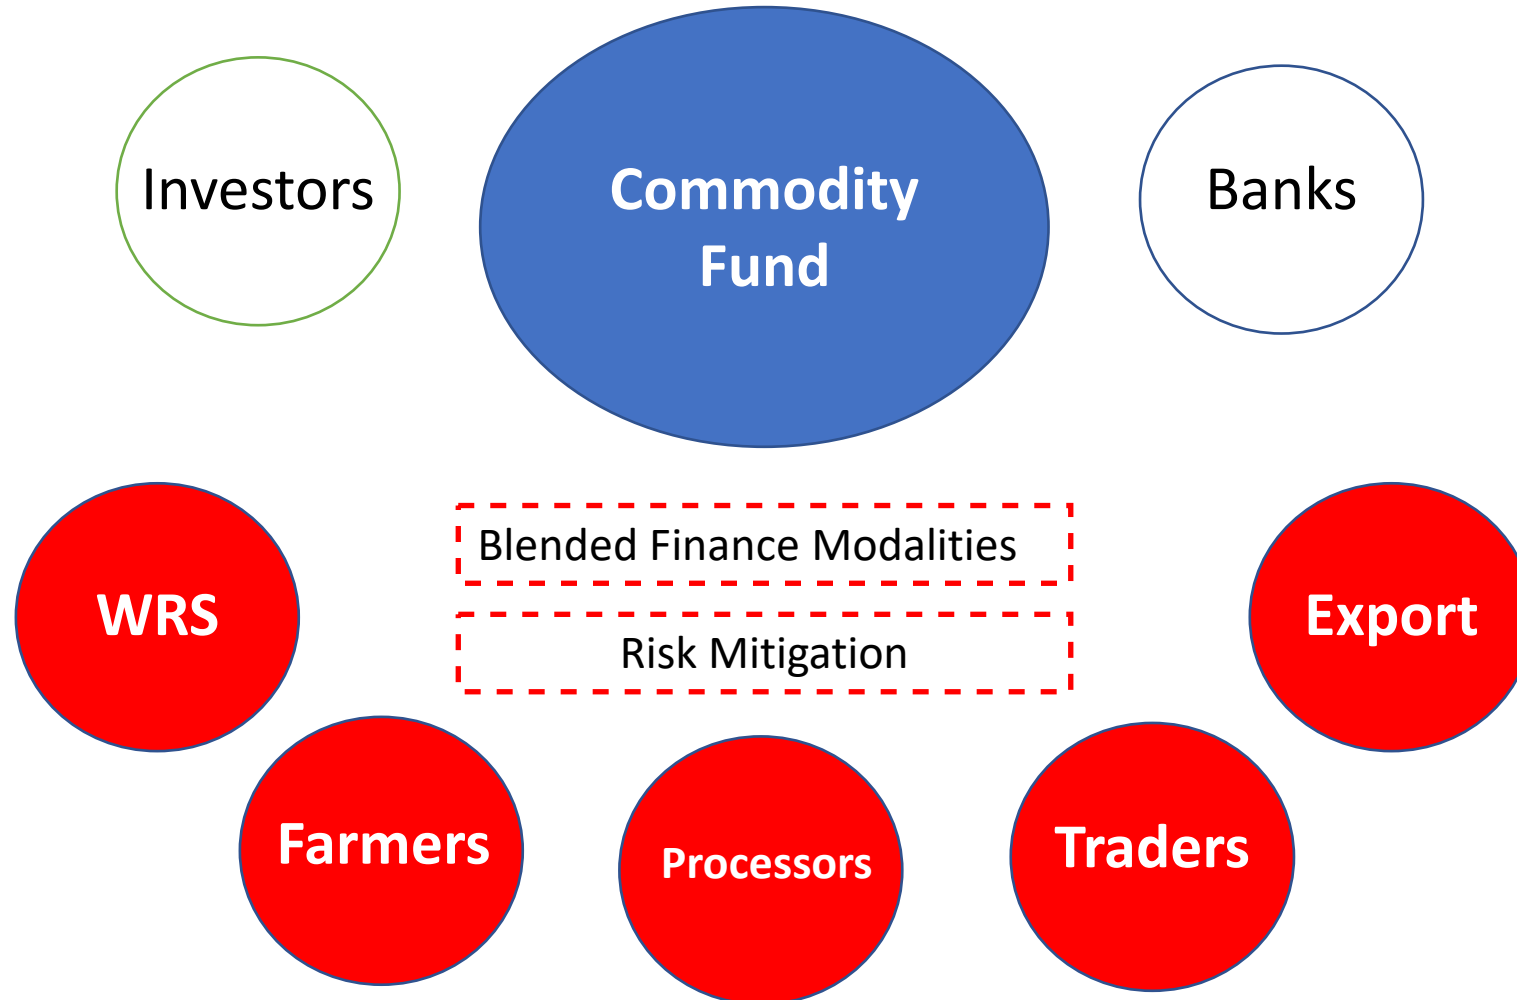 Investors
Commodity
Fund
Banks
Blended Finance Modalities
Risk Mitigation
WRS
Export
Farmers
Processors
Traders